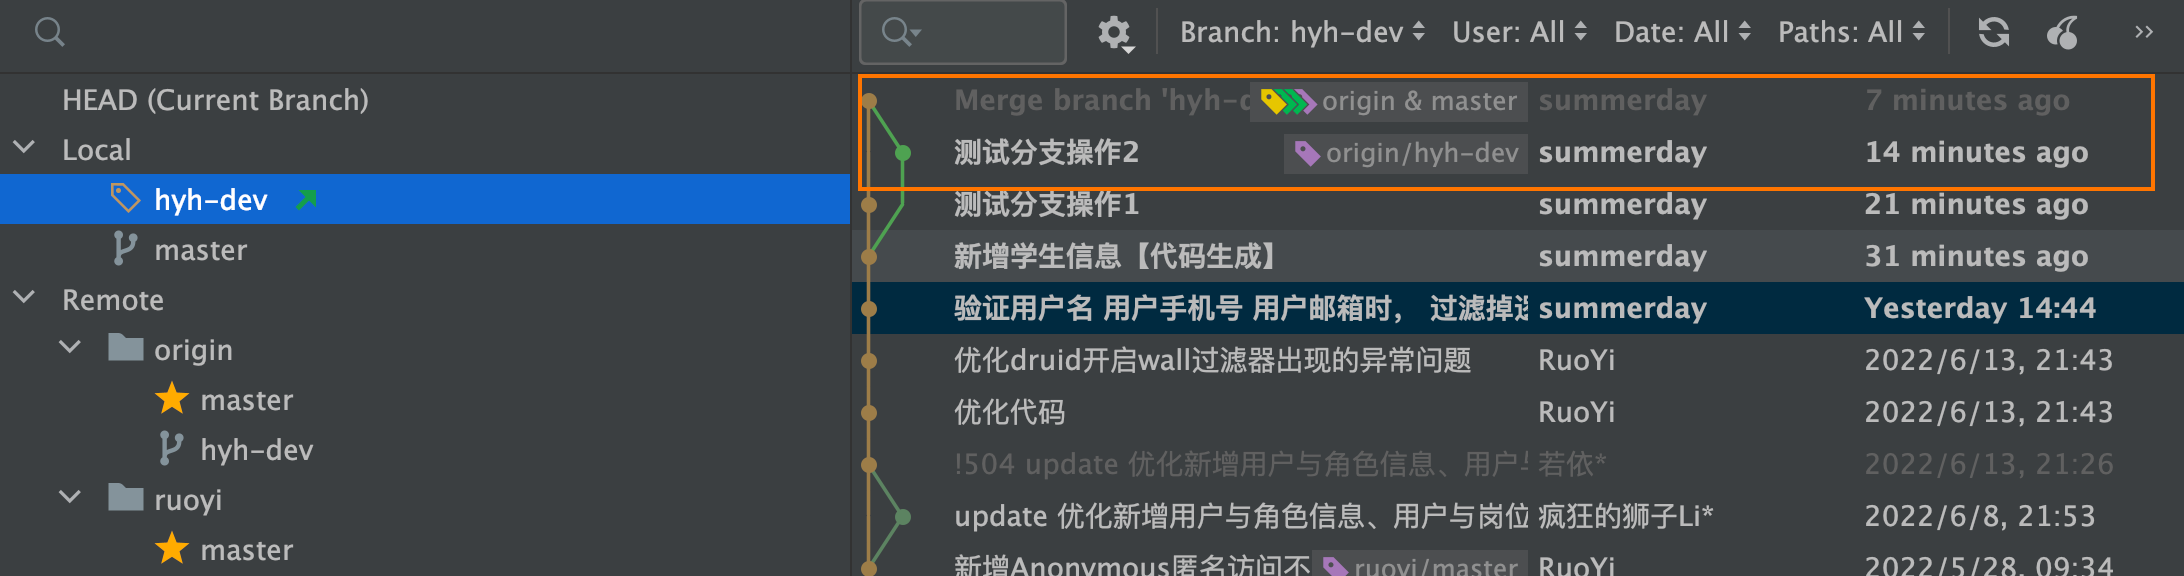 Branch: hyh-dev User: All Date: All Paths: All
HEAD (Current Branch)
Local
hyh-dev
master
Remote
origin
master
hyh-dev
ruoyi
master
Merge branch 'hyh-d origin & master summerday 7 minutes ago
测试分支操作2 origin/hyh-dev summerday 14 minutes ago
测试分支操作1 summerday 21 minutes ago
新增学生信息【代码生成】 summerday 31 minutes ago
验证用户名 用户手机号 用户邮箱时， 过滤掉 summerday Yesterday 14:44
优化druid开启wall过滤器出现的异常问题 RuoYi 2022/6/13, 21:43
优化代码 RuoYi 2022/6/13, 21:43
!504 update 优化新增用户与角色信息、用户与 若依* 2022/6/13, 21:26
update 优化新增用户与角色信息、用户与岗位 疯狂的狮子Li* 2022/6/8, 21:53
新增Anonymous匿名访问不 ruoyi/master RuoYi 2022/5/28, 09:34